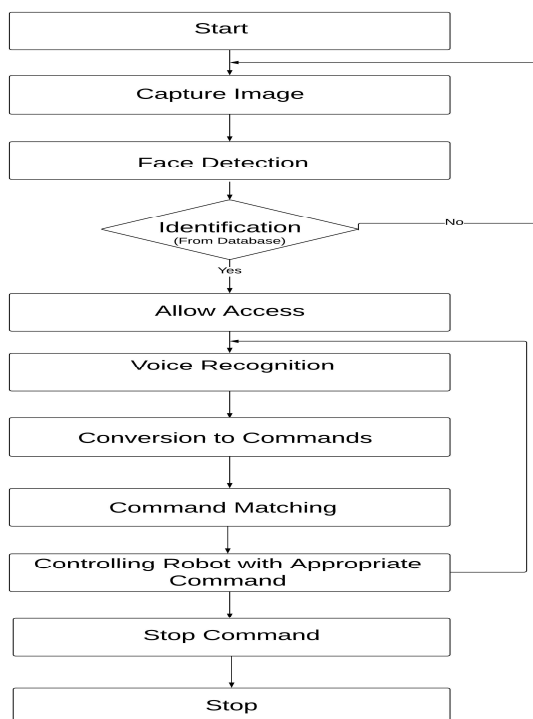 Start
Capture Image
Face Detection
Identification
(From Database)
No
Yes
Allow Access
Voice Recognition
Conversion to Commands
Command Matching
Controlling Robot with Appropriate
Command
Stop Command
Stop